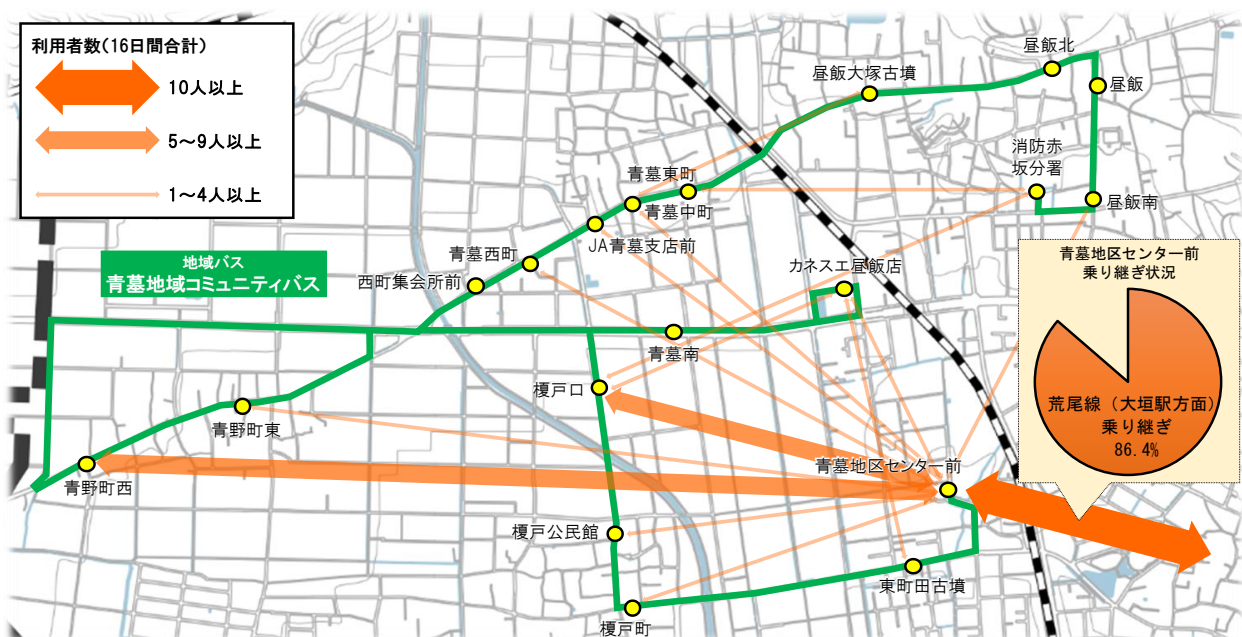 利用者数(16日間合計)
10人以上
5～9人以上
1～4人以上
昼飯北
昼飯大塚古墳
昼飯
消防赤
坂分署
青墓東町
昼飯南
青墓中町
JA青墓支店前
青墓西町
西町集会所前
カネスエ昼飯店
地域バス
青墓地域コミュニティバス
青墓地区センター前
乗り継ぎ状況
荒尾線（大垣駅方面）
乗り継ぎ
86.4%
青墓南
榎戸口
青野町東
青野町西
青墓地区センター前
榎戸公民館
東町田古墳
榎戸町